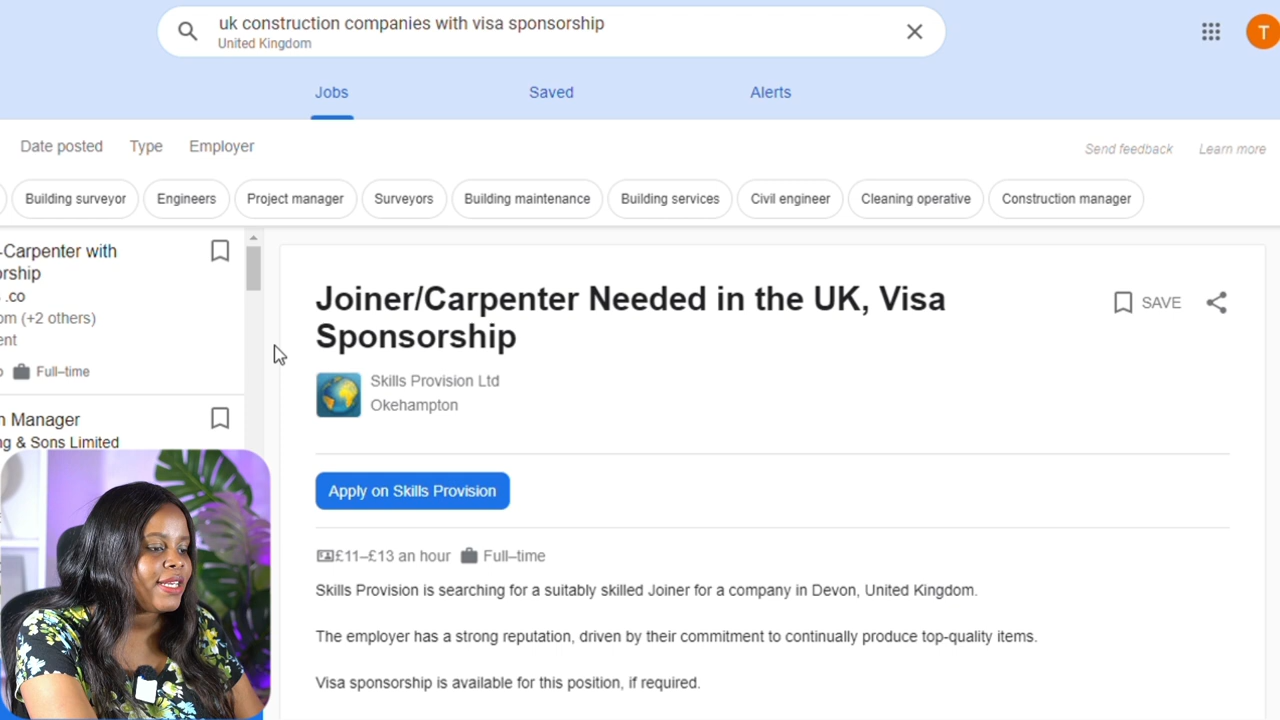 uk construction companies with visa sponsorship
United Kingdom
T
Jobs
Saved
Alerts
Date posted
Type
Employer
Send feedback
Learn more
Building surveyor
Engineers
Project manager
Surveyors
Building maintenance
Building services
Civil engineer
Cleaning operative
Construction manager
-Carpenter with
orship
.co
om (+2 others)
ent
Full–time
n Manager
ng & Sons Limited
Joiner/Carpenter Needed in the UK, Visa
Sponsorship
SAVE
Skills Provision Ltd
Okehampton
Apply on Skills Provision
£11–£13 an hour
Full–time
Skills Provision is searching for a suitably skilled Joiner for a company in Devon, United Kingdom.
The employer has a strong reputation, driven by their commitment to continually produce top-quality items.
Visa sponsorship is available for this position, if required.